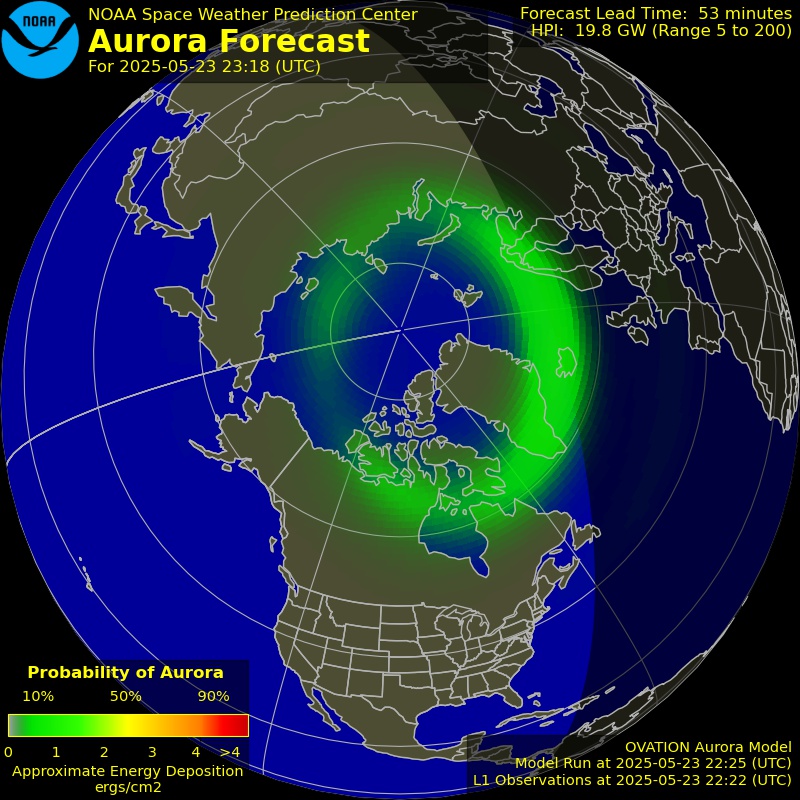 NOAA
NOAA Space Weather Prediction Center
Aurora Forecast
For 2025-05-23 23:18 (UTC)
Forecast Lead Time: 53 minutes
HPI: 19.8 GW (Range 5 to 200)
Probability of Aurora
10% 50% 90%
0 1 2 3 4 >4
Approximate Energy Deposition
ergs/cm2
OVATION Aurora Model
Model Run at 2025-05-23 22:25 (UTC)
L1 Observations at 2025-05-23 22:22 (UTC)